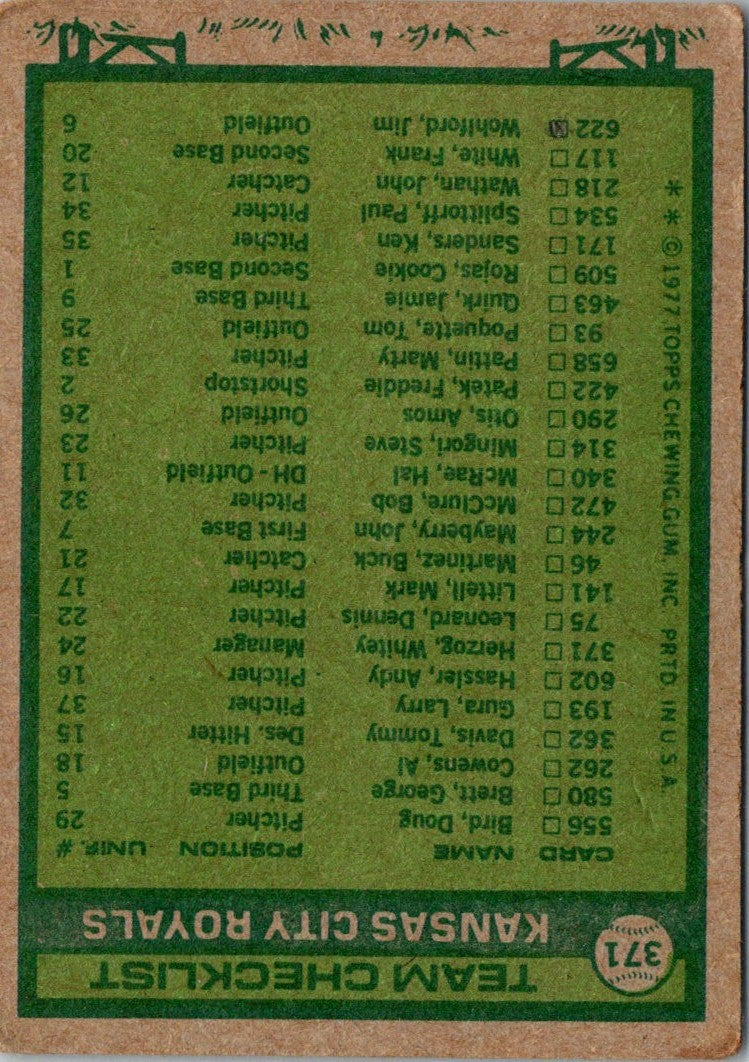 371
TEAM CHECKLIST
KANSAS CITY ROYALS
CARD NAME POSITION UNIF. #
556 Bird, Doug Pitcher 29
580 Brett, George Third Base 5
262 Cowens, Al Outfield 18
362 Davis, Tommy Des. Hitter 15
193 Gura, Larry Pitcher 37
602 Hassler, Andy Pitcher 16
371 Herzog, Whitey Manager 24
75 Leonard, Dennis Pitcher 22
141 Littell, Mark Pitcher 17
46 Martinez, Buck Catcher 21
244 Mayberry, John First Base 7
472 McClure, Bob Pitcher 32
340 McRae, Hal DH - Outfield 11
314 Mingori, Steve Pitcher 23
290 Otis, Amos Outfield 26
422 Patek, Freddie Shortstop 2
658 Pattin, Marty Pitcher 33
93 Poquette, Tom Outfield 25
463 Quirk, Jamie Third Base 9
509 Rojas, Cookie Second Base 1
171 Sanders, Ken Pitcher 35
534 Splittorff, Paul Pitcher 34
218 Wathan, John Catcher 12
117 White, Frank Second Base 20
622 Wohlford, Jim Outfield 6
* * © 1977 TOPPS CHEWING GUM, INC. PRTD. IN U.S.A.